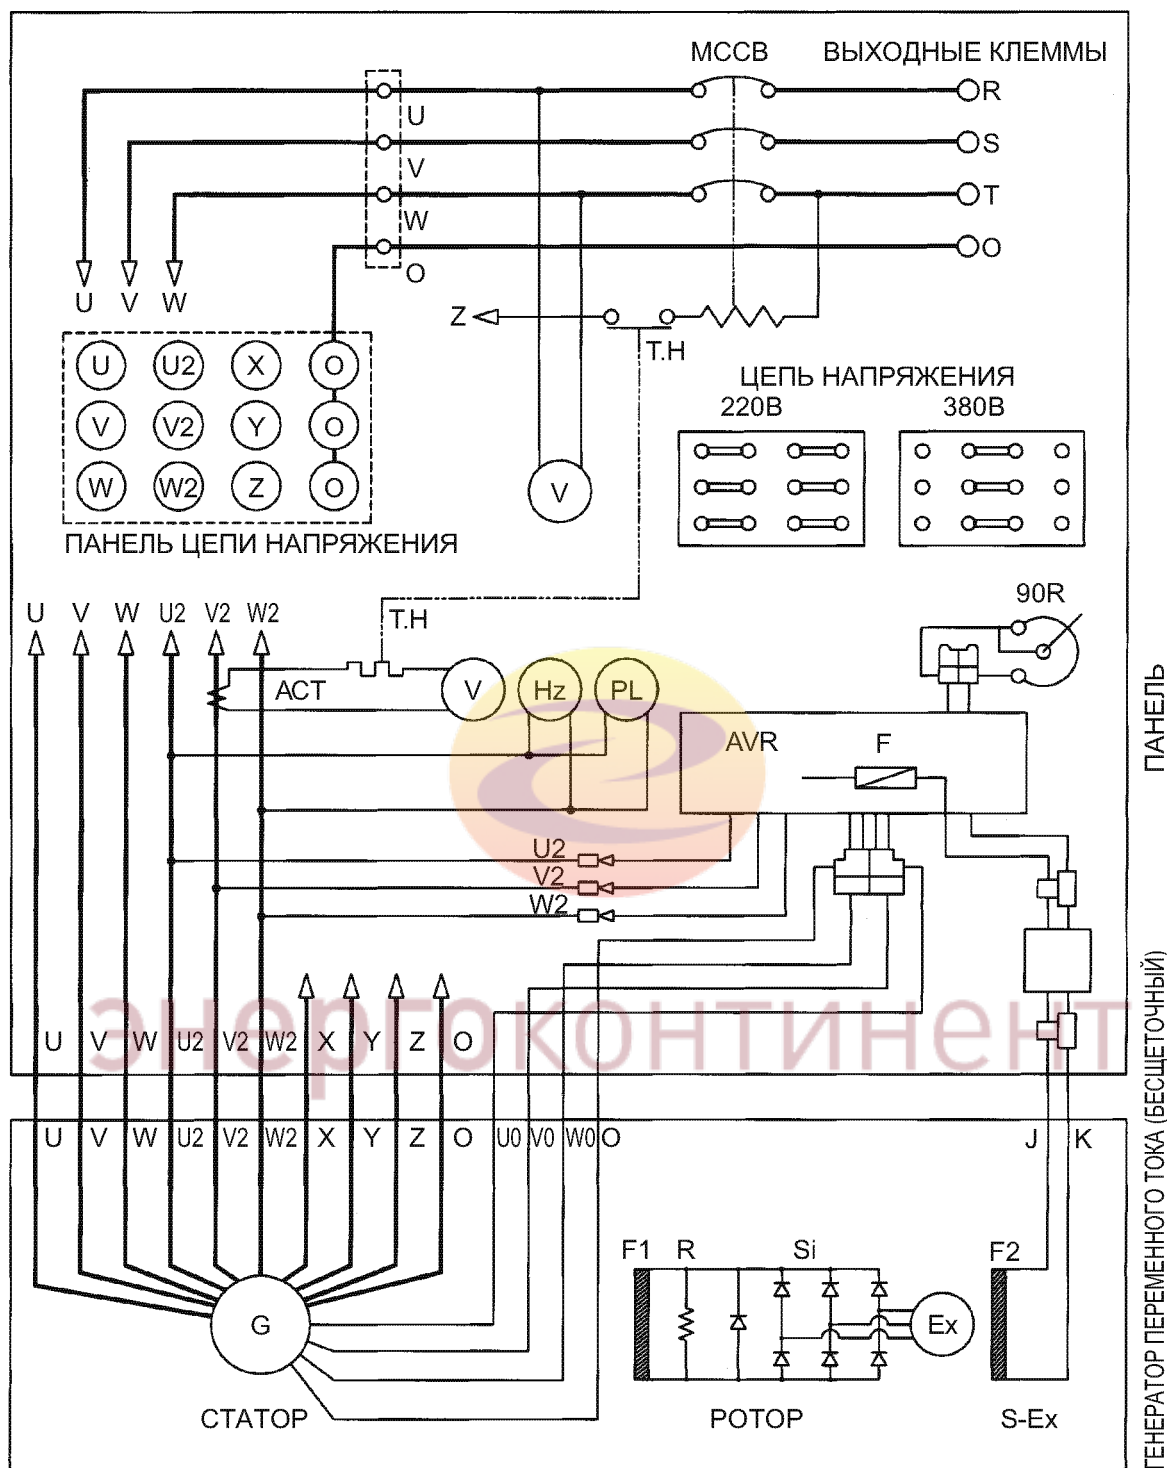 MCCB ВЫХОДНЫЕ КЛЕММЫ
R
U
S
V
T
W
O
O
U V W
Z
T.H
U U2 X O
V V2 Y O
W W2 Z O
ПАНЕЛЬ ЦЕПИ НАПРЯЖЕНИЯ
V
ЦЕПЬ НАПРЯЖЕНИЯ
220В 380В
U V W U2 V2 W2
T.H
90R
ACT
V Hz PL
AVR F
U2
V2
W2
ПАНЕЛЬ
энергоконтинент
U V W U2 V2 W2 X Y Z O
U V W U2 V2 W2 X Y Z O U0 V0 W0 O J K
F1 R Si F2
G
Ex
СТАТОР РОТОР S-Ex
ГЕНЕРАТОР ПЕРЕМЕННОГО ТОКА (БЕСЩЕТОЧНЫЙ)